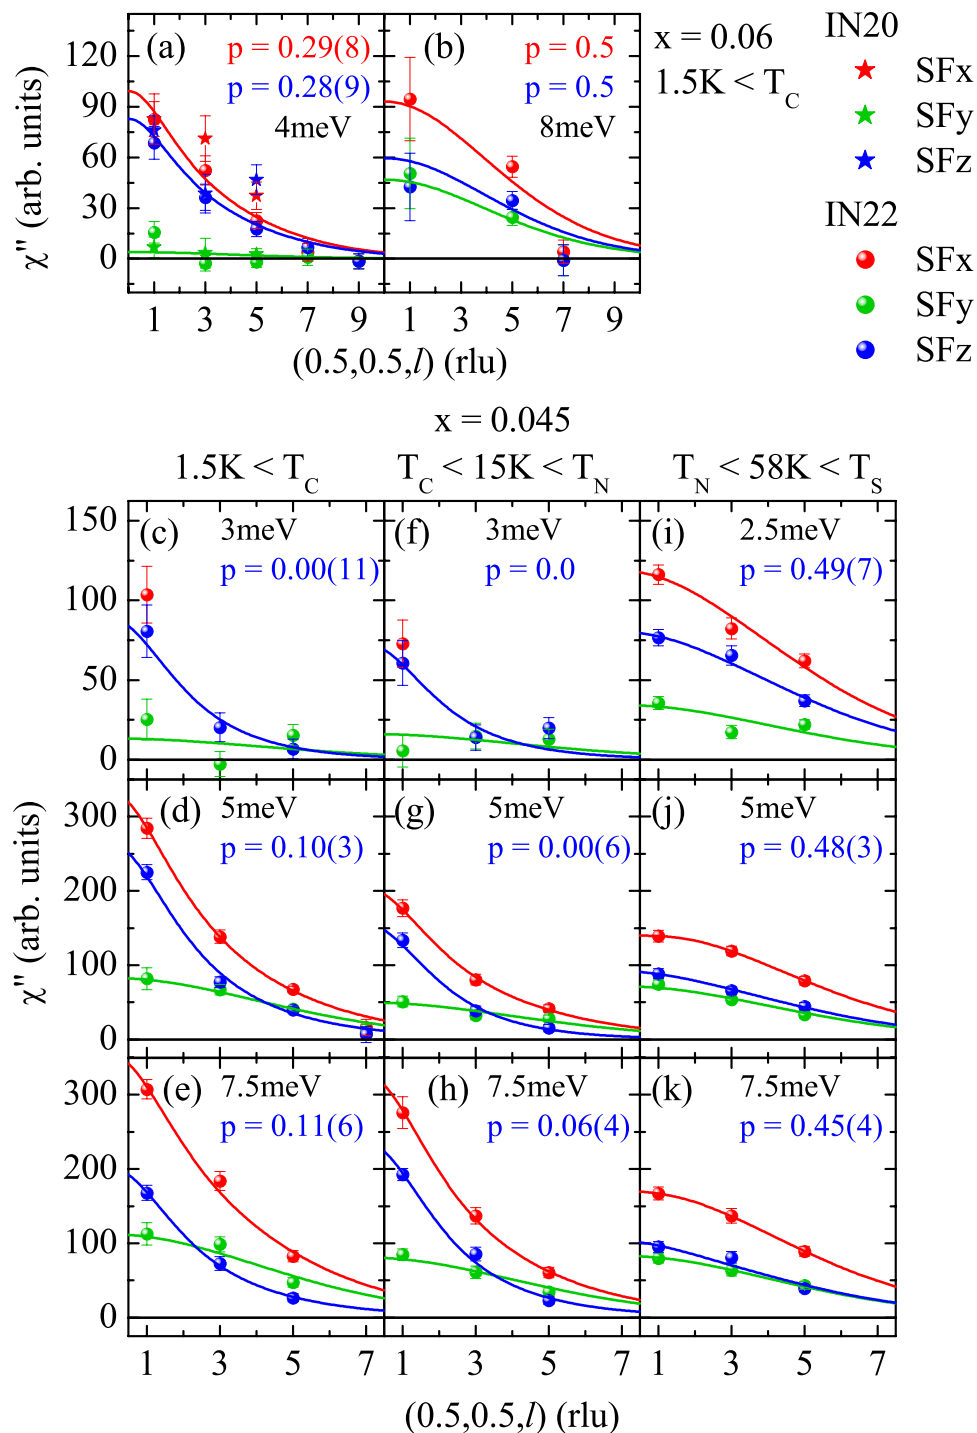 (a)
p = 0.29(8)
p = 0.28(9)
4meV
(b)
p = 0.5
p = 0.5
8meV
x = 0.06
1.5K < T_C
IN20
SFx
SFy
SFz
IN22
SFx
SFy
SFz
120
90
60
30
0
χ'' (arb. units)
1 3 5 7 9
1 3 5 7 9
(0.5,0.5,l) (rlu)
x = 0.045
1.5K < T_C
T_C < 15K < T_N
T_N < 58K < T_S
150
100
50
0
(c)
3meV
p = 0.00(11)
(f)
3meV
p = 0.0
(i)
2.5meV
p = 0.49(7)
300
200
100
0
(d)
5meV
p = 0.10(3)
(g)
5meV
p = 0.00(6)
(j)
5meV
p = 0.48(3)
χ'' (arb. units)
300
200
100
0
(e)
7.5meV
p = 0.11(6)
(h)
7.5meV
p = 0.06(4)
(k)
7.5meV
p = 0.45(4)
1 3 5 7
1 3 5 7
1 3 5 7
(0.5,0.5,l) (rlu)